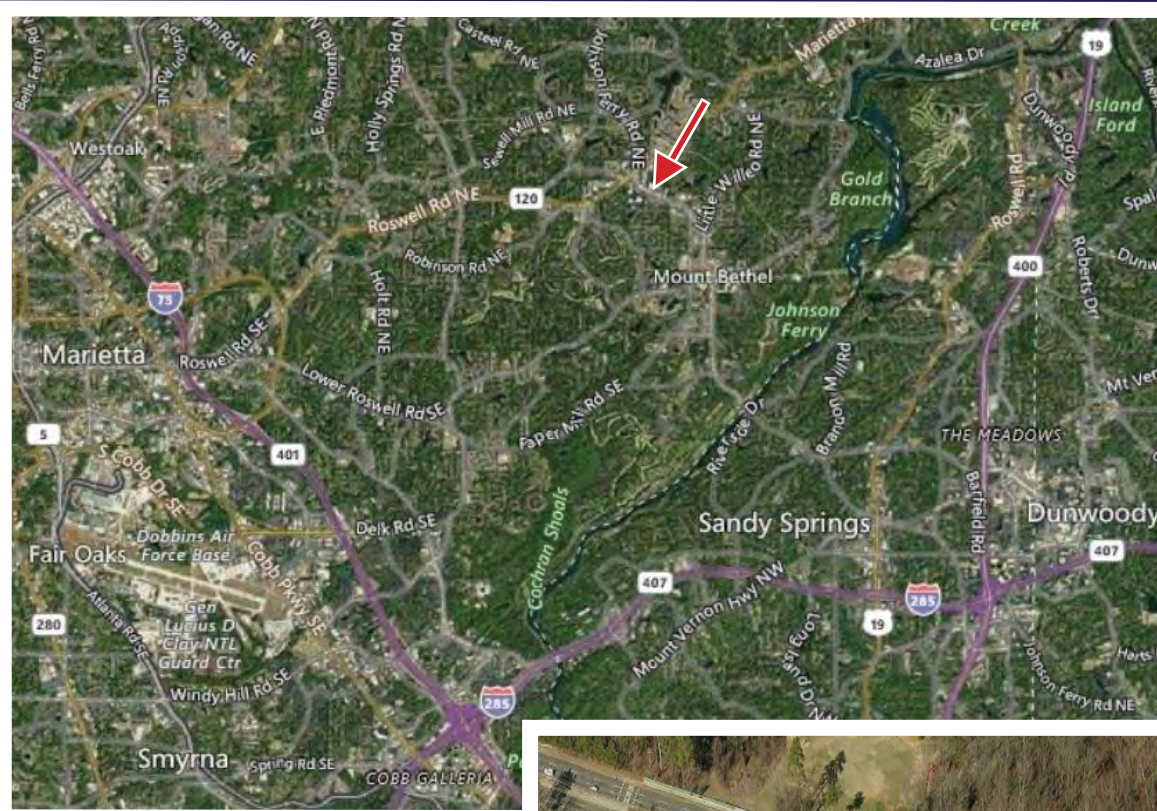 Creek
19
Azalea Dr
Casteel Rd NE
Johnson Ferry Rd NE
Bells Ferry Rd NE
E Piedmont
Holly Springs Rd N
Sewell Mill Rd NE
Dunwoody
Island
Ford
Westoak
Roswell Rd NE
120
Little Willeo Rd NE
Gold
Branch
Roswell Rd
Robinson Rd NE
Mount Bethel
400
Roberts Dr
75
Holt Rd NE
Johnson
Ferry
Marietta
Roswell Rd SE
Lower Roswell Rd SE
Paper Mill Rd SE
Riverside Dr
Brandon Mill Rd
THE MEADOWS
5
S Cobb Dr SE
401
Cochran Shoals
Barfield Rd
Delk Rd SE
Sandy Springs
Dunwoody
Dobbins Air
Force Base
Fair Oaks
Cobb Pkwy SE
407
407
285
280
Atlanta Rd SE
Gen
Lucius D
Clay NTL
Guard Ctr
Mount Vernon Hwy NW
19
Long Isl
and Dr N
Johnson Ferry Rd NE
Windy Hill Rd SE
285
Smyrna
Spring Rd SE
COBB GALLERIA